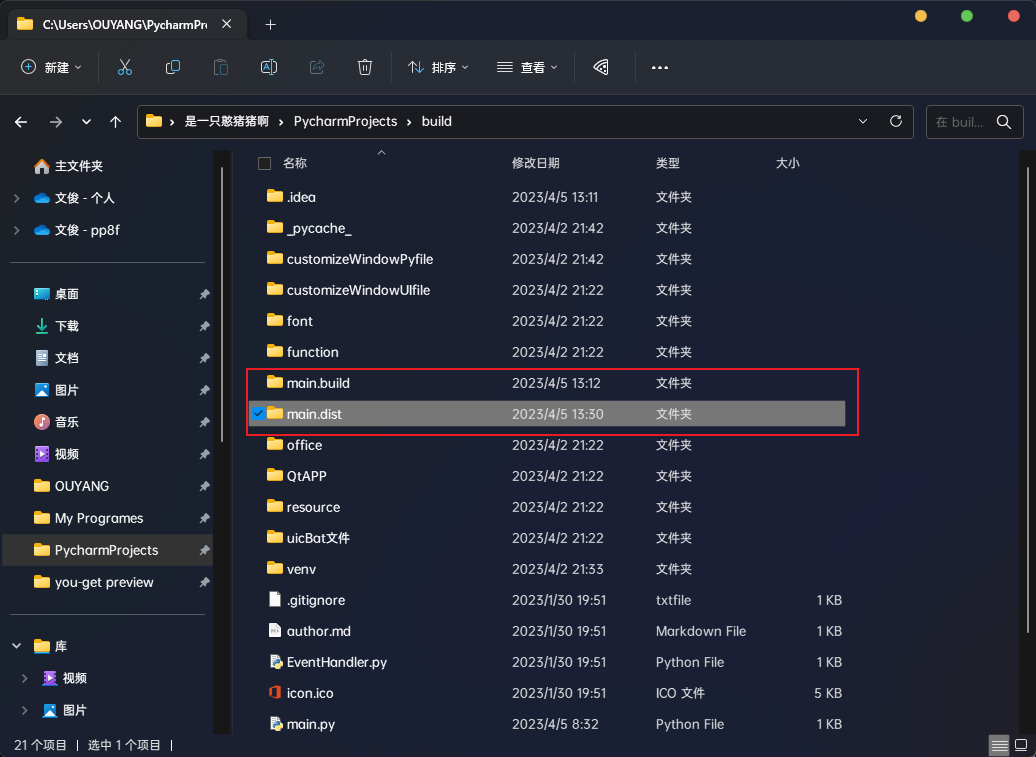 C:\Users\OUYANG\PycharmPr
新建
排序
查看
是一只憨猪猪啊 PycharmProjects build
在 buil...
主文件夹
文俊 - 个人
文俊 - pp8f
桌面
下载
文档
图片
音乐
视频
OUYANG
My Programes
PycharmProjects
you-get preview
库
视频
图片
名称 修改日期 类型 大小
.idea 2023/4/5 13:11 文件夹
_pycache_ 2023/4/2 21:42 文件夹
customizeWindowPyfile 2023/4/2 21:42 文件夹
customizeWindowUIfile 2023/4/2 21:22 文件夹
font 2023/4/2 21:22 文件夹
function 2023/4/2 21:22 文件夹
main.build 2023/4/5 13:12 文件夹
main.dist 2023/4/5 13:30 文件夹
office 2023/4/2 21:22 文件夹
QtAPP 2023/4/2 21:22 文件夹
resource 2023/4/2 21:22 文件夹
uicBat文件 2023/4/2 21:22 文件夹
venv 2023/4/2 21:33 文件夹
.gitignore 2023/1/30 19:51 txtfile 1 KB
author.md 2023/1/30 19:51 Markdown File 1 KB
EventHandler.py 2023/1/30 19:51 Python File 1 KB
icon.ico 2023/1/30 19:51 ICO 文件 5 KB
main.py 2023/4/5 8:32 Python File 1 KB
21 个项目 | 选中 1 个项目 |